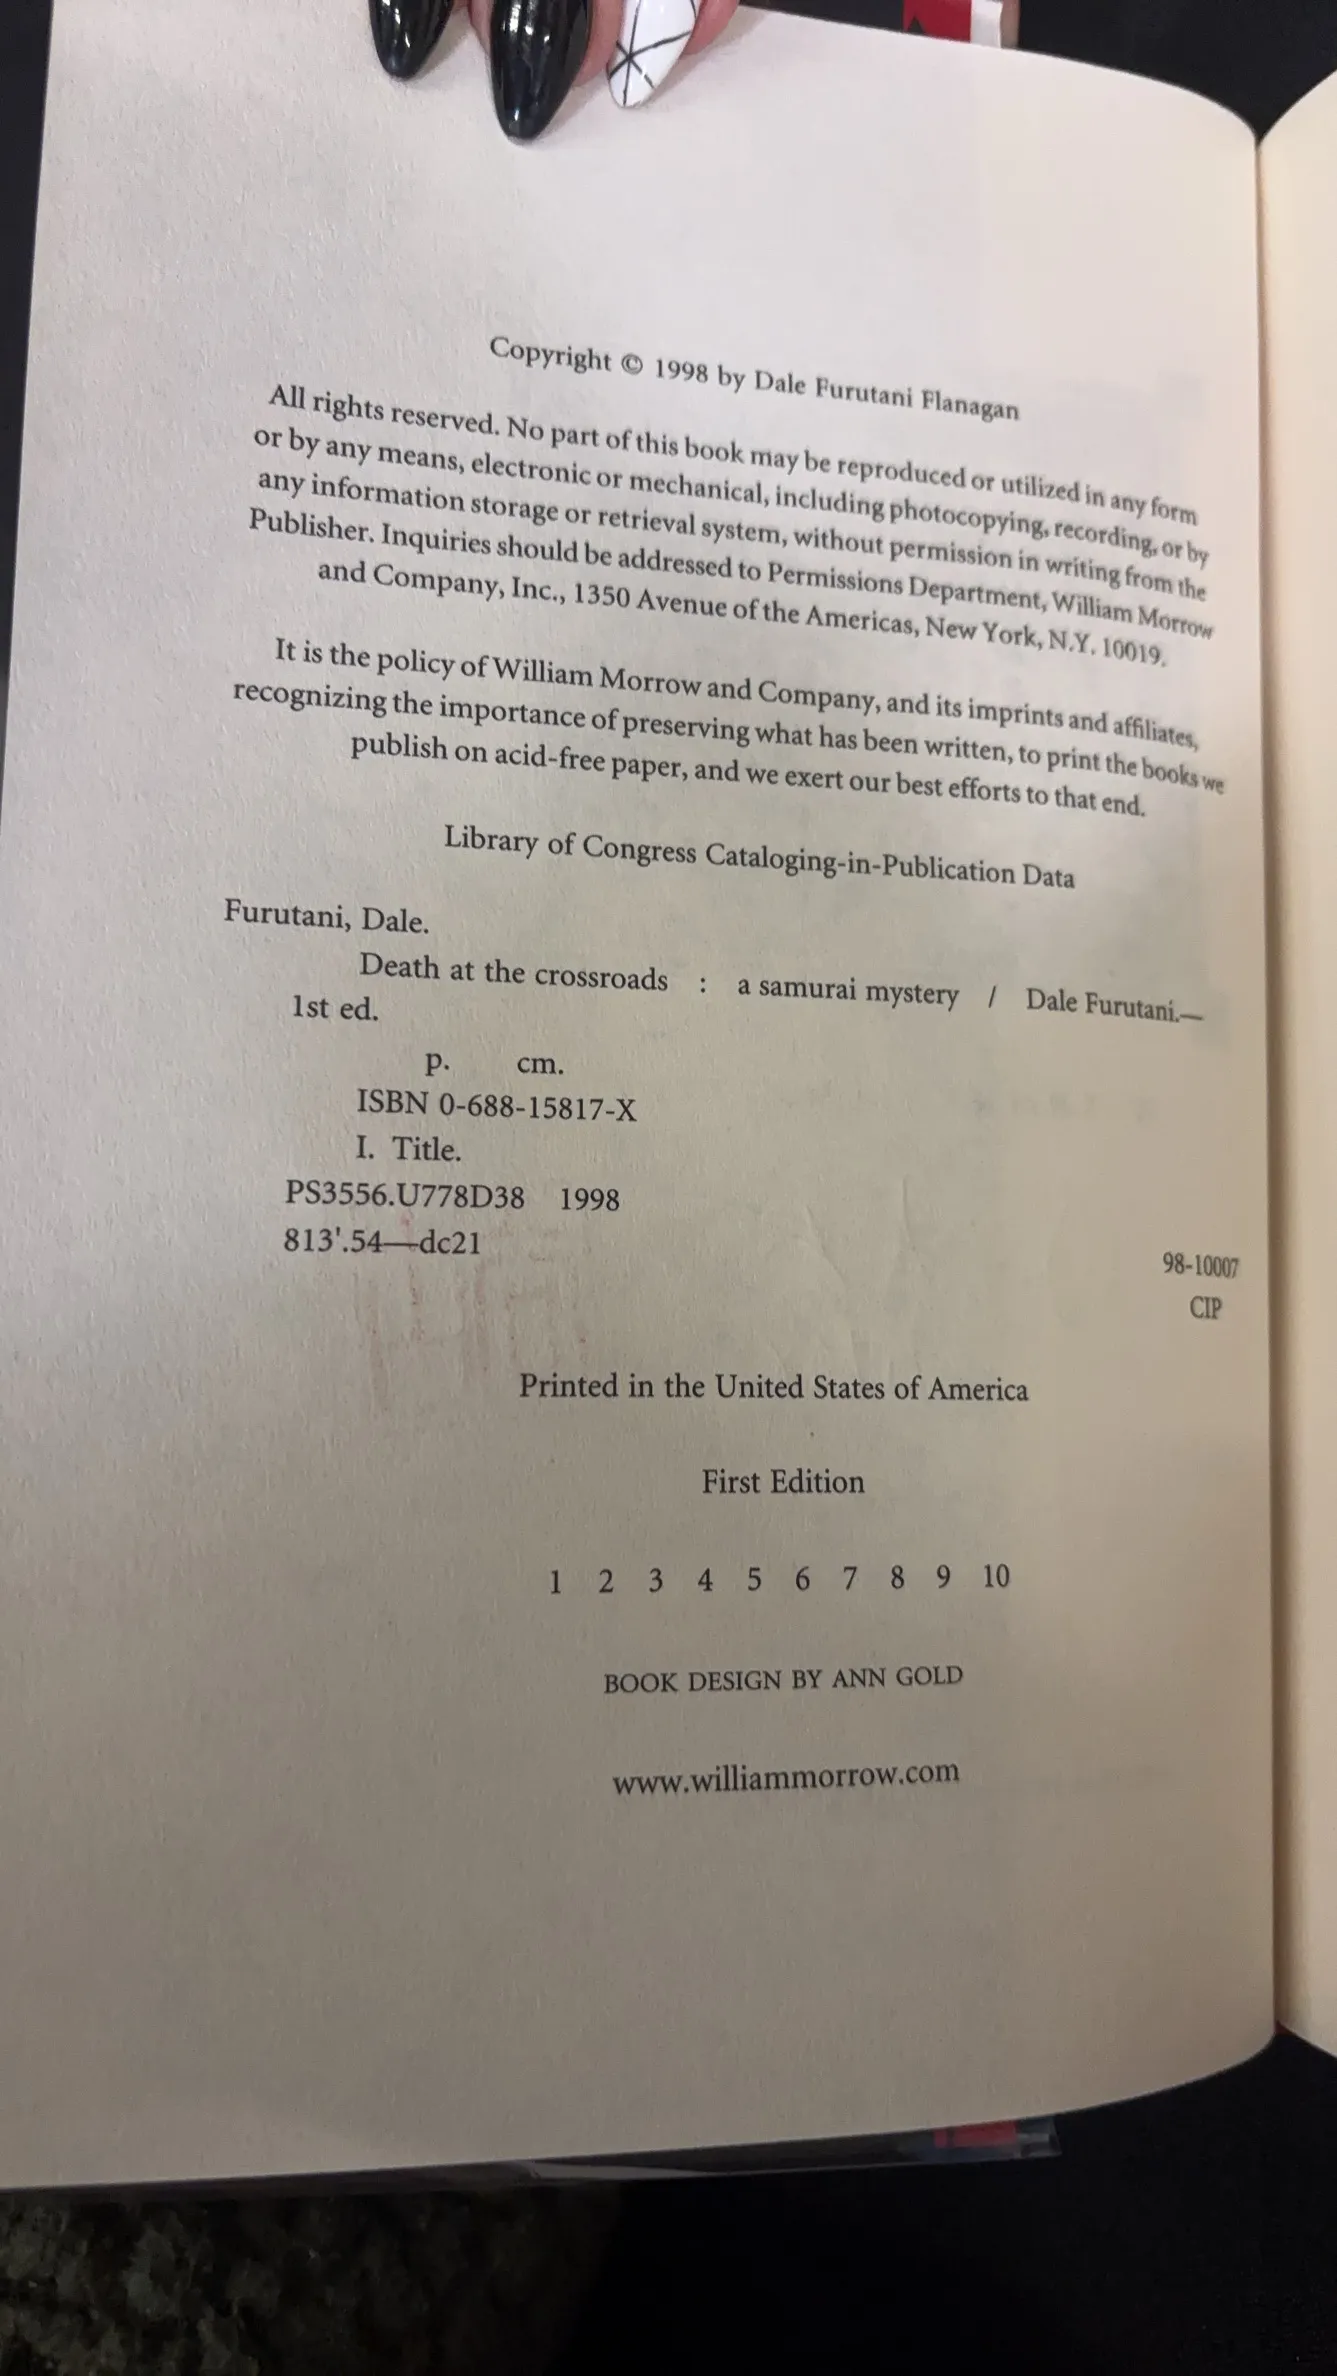 Copyright © 1998 by Dale Furutani Flanagan
All rights reserved. No part of this book may be reproduced or utilized in any form
or by any means, electronic or mechanical, including photocopying, recording, or by
any information storage or retrieval system, without permission in writing from the
Publisher. Inquiries should be addressed to Permissions Department, William Morrow
and Company, Inc., 1350 Avenue of the Americas, New York, N.Y. 10019.
It is the policy of William Morrow and Company, and its imprints and affiliates,
recognizing the importance of preserving what has been written, to print the books we
publish on acid-free paper, and we exert our best efforts to that end.
Library of Congress Cataloging-in-Publication Data
Furutani, Dale.
Death at the crossroads : a samurai mystery / Dale Furutani.—
1st ed.
p. cm.
ISBN 0-688-15817-X
I. Title.
PS3556.U778D38 1998
813'.54—dc21
98-10007
CIP
Printed in the United States of America
First Edition
1 2 3 4 5 6 7 8 9 10
BOOK DESIGN BY ANN GOLD
www.williammorrow.com